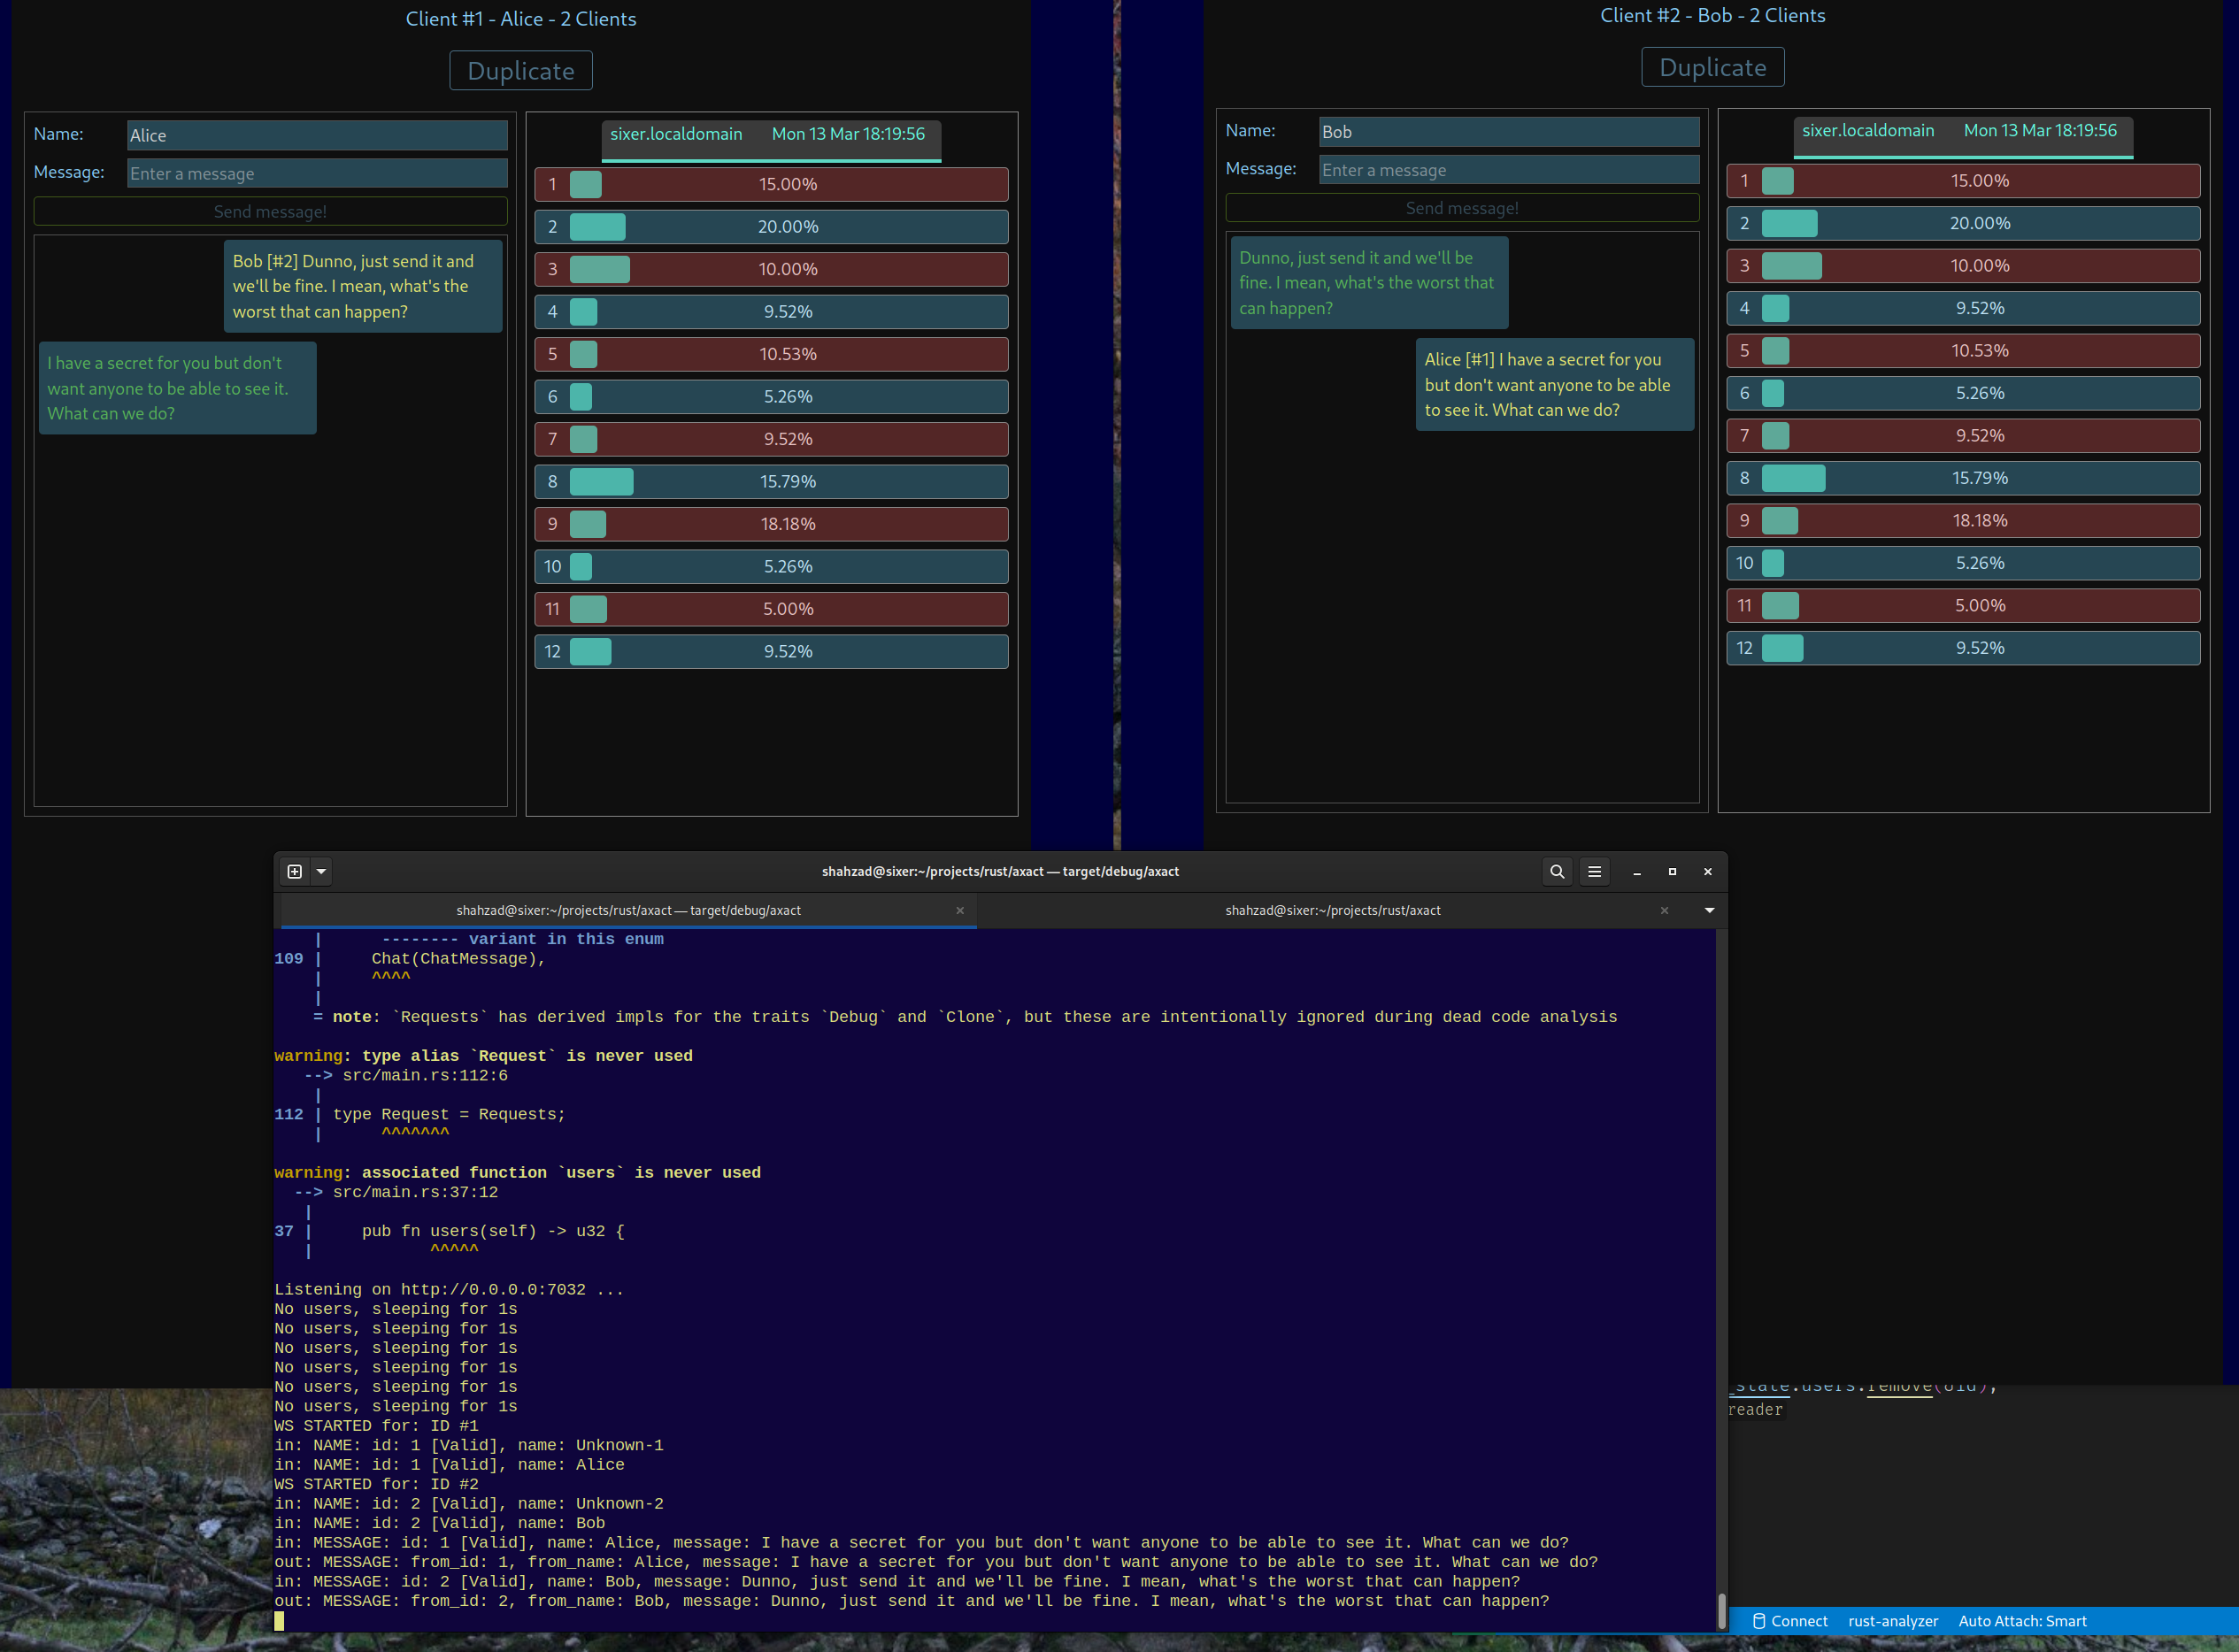 Client #1 - Alice - 2 Clients
Duplicate
Name:
Alice
Message:
Enter a message
Send message!
Bob [#2] Dunno, just send it and
we'll be fine. I mean, what's the
worst that can happen?
I have a secret for you but don't
want anyone to be able to see it.
What can we do?
sixer.localdomain Mon 13 Mar 18:19:56
1 15.00%
2 20.00%
3 10.00%
4 9.52%
5 10.53%
6 5.26%
7 9.52%
8 15.79%
9 18.18%
10 5.26%
11 5.00%
12 9.52%
Client #2 - Bob - 2 Clients
Duplicate
Name:
Bob
Message:
Enter a message
Send message!
Dunno, just send it and we'll be
fine. I mean, what's the worst that
can happen?
Alice [#1] I have a secret for you
but don't want anyone to be able
to see it. What can we do?
sixer.localdomain Mon 13 Mar 18:19:56
1 15.00%
2 20.00%
3 10.00%
4 9.52%
5 10.53%
6 5.26%
7 9.52%
8 15.79%
9 18.18%
10 5.26%
11 5.00%
12 9.52%
shahzad@sixer:~/projects/rust/axact — target/debug/axact
shahzad@sixer:~/projects/rust/axact — target/debug/axact
shahzad@sixer:~/projects/rust/axact
| -------- variant in this enum
109 | Chat(ChatMessage),
| ^^^^
|
= note: `Requests` has derived impls for the traits `Debug` and `Clone`, but these are intentionally ignored during dead code analysis
warning: type alias `Request` is never used
--> src/main.rs:112:6
|
112 | type Request = Requests;
| ^^^^^^^
warning: associated function `users` is never used
--> src/main.rs:37:12
|
37 | pub fn users(self) -> u32 {
| ^^^^^
Listening on http://0.0.0.0:7032 ...
No users, sleeping for 1s
No users, sleeping for 1s
No users, sleeping for 1s
No users, sleeping for 1s
No users, sleeping for 1s
No users, sleeping for 1s
WS STARTED for: ID #1
in: NAME: id: 1 [Valid], name: Unknown-1
in: NAME: id: 1 [Valid], name: Alice
WS STARTED for: ID #2
in: NAME: id: 2 [Valid], name: Unknown-2
in: NAME: id: 2 [Valid], name: Bob
in: MESSAGE: id: 1 [Valid], name: Alice, message: I have a secret for you but don't want anyone to be able to see it. What can we do?
out: MESSAGE: from_id: 1, from_name: Alice, message: I have a secret for you but don't want anyone to be able to see it. What can we do?
in: MESSAGE: id: 2 [Valid], name: Bob, message: Dunno, just send it and we'll be fine. I mean, what's the worst that can happen?
out: MESSAGE: from_id: 2, from_name: Bob, message: Dunno, just send it and we'll be fine. I mean, what's the worst that can happen?
_state.users.remove(uid);
reader
Connect rust-analyzer Auto Attach: Smart